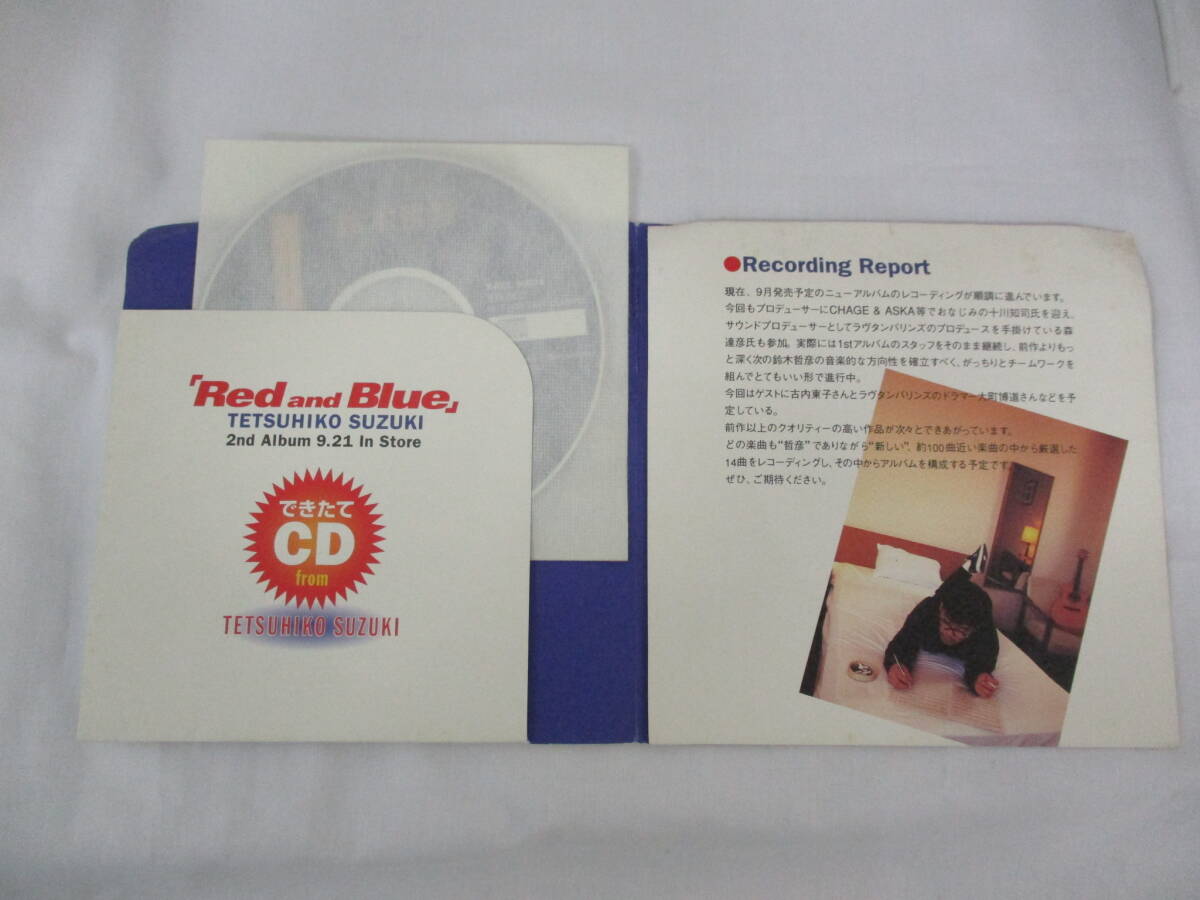 「Red and Blue」
TETSUHIKO SUZUKI
2nd Album 9.21 In Store
できたて
CD
from
TETSUHIKO SUZUKI
●Recording Report
現在、9月発売予定のニューアルバムのレコーディングが順調に進んでいます。
今回もプロデューサーにCHAGE & ASKA等でおなじみの十川知司氏を迎え、
サウンドプロデューサーとしてラヴタンバリンズのプロデュースを手掛けている森
達彦氏も参加。実際には1stアルバムのスタッフをそのまま継続し、前作よりもっ
と深く次の鈴木哲彦の音楽的な方向性を確立すべく、がっちりとチームワークを
組んでとてもいい形で進行中。
今回はゲストに古内東子さんとラヴタンバリンズのドラマー大町博道さんなどを予
定している。
前作以上のクオリティーの高い作品が次々とできあがっています。
どの楽曲も“哲彦”でありながら“新しい”。約100曲近い楽曲の中から厳選した
14曲をレコーディングし、その中からアルバムを構成する予定です。
ぜひ、ご期待ください。